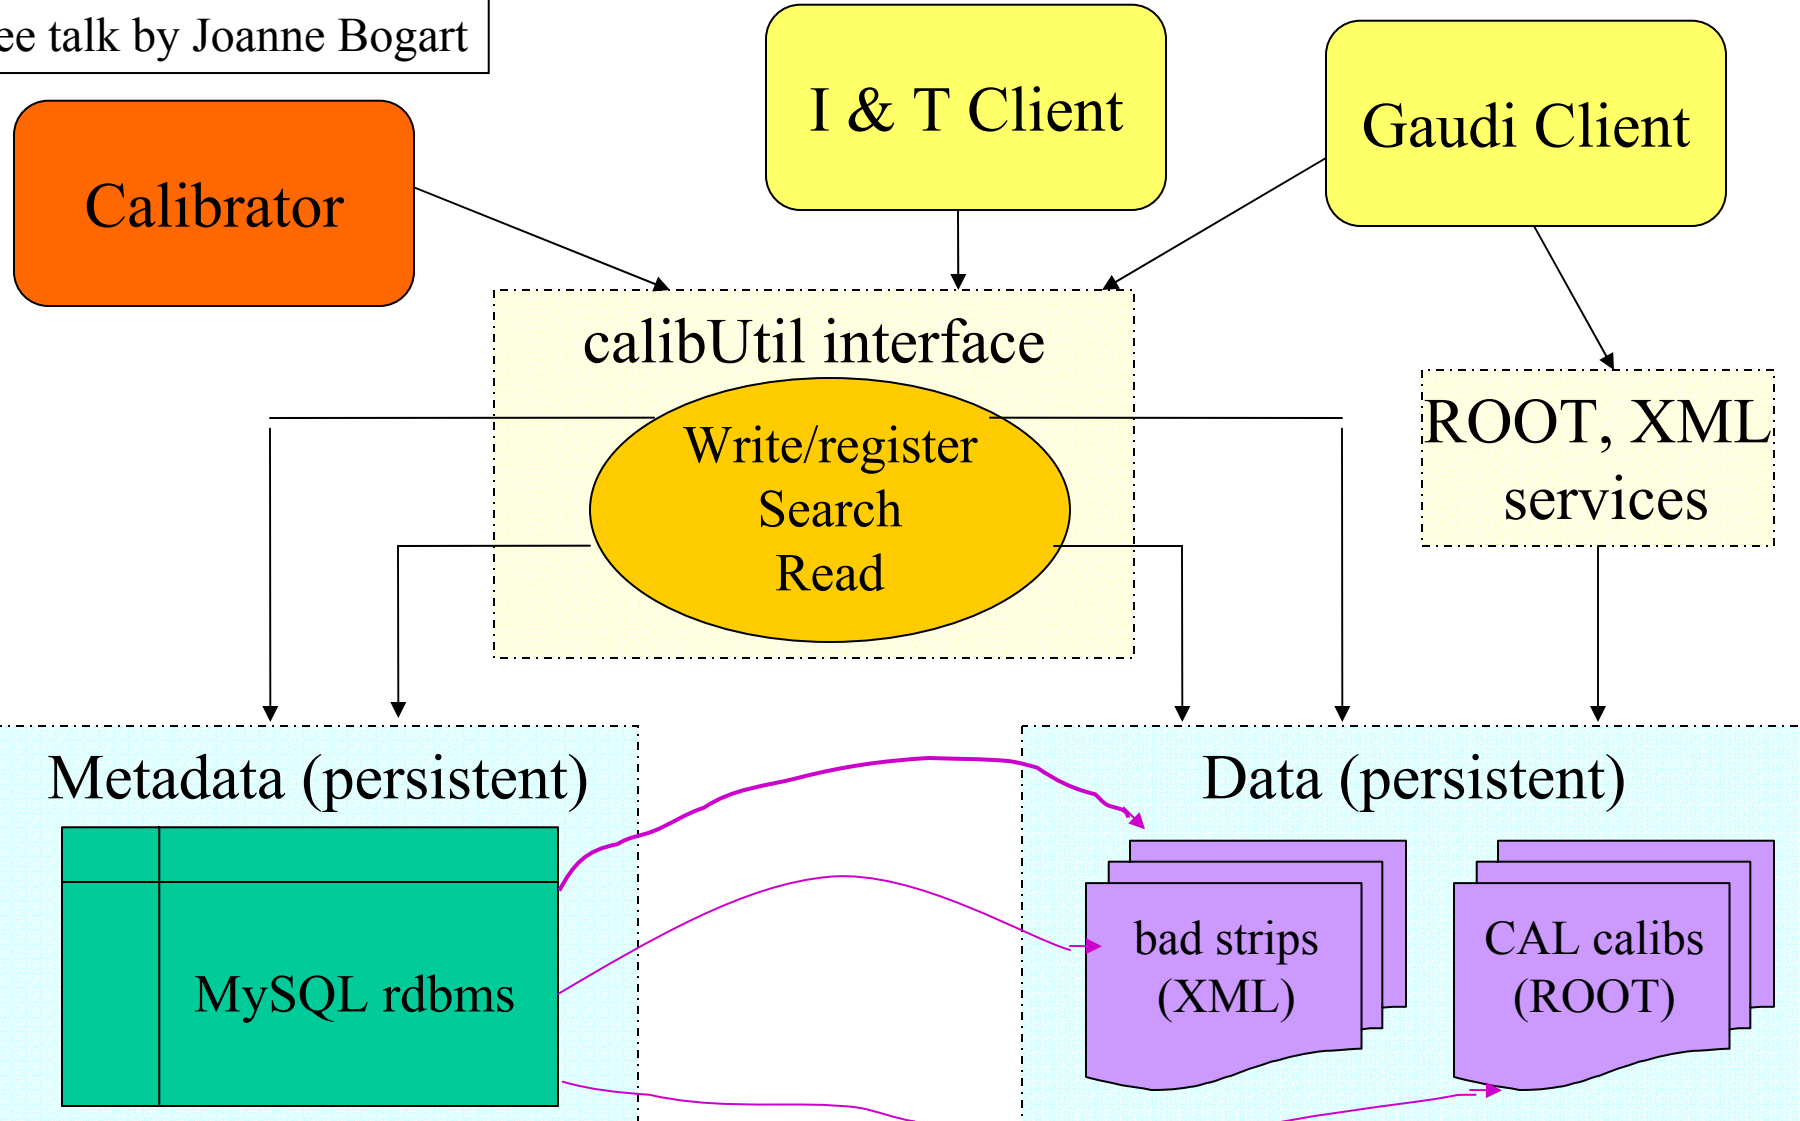 ee talk by Joanne Bogart
I & T Client
Gaudi Client
Calibrator
calibUtil interface
Write/register
Search
Read
ROOT, XML
services
Metadata (persistent)
MySQL rdbms
Data (persistent)
bad strips
(XML)
CAL calibs
(ROOT)